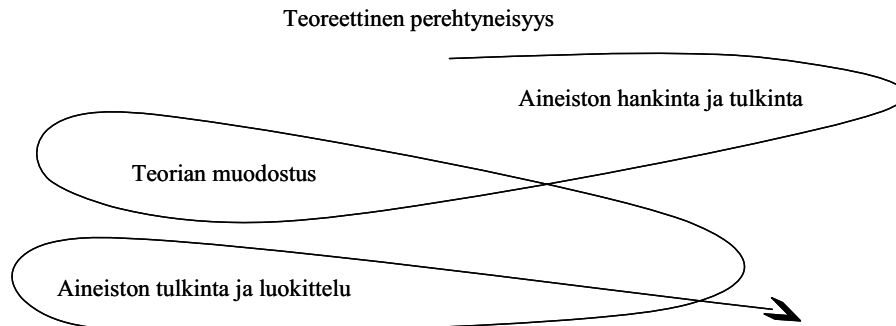 Teoreettinen perehtyneisyys
Aineiston hankinta ja tulkinta
Teorian muodostus
Aineiston tulkinta ja luokittelu